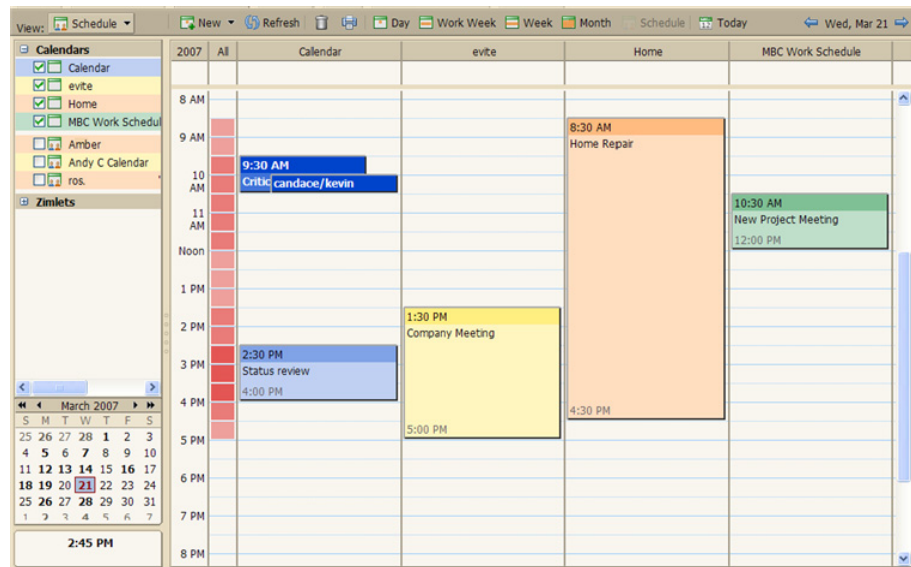 View: Schedule New Refresh Day Work Week Week Month Schedule Today Wed, Mar 21
Calendars
Calendar
evite
Home
MBC Work Schedul
Amber
Andy C Calendar
ros.
Zimlets
March 2007
S M T W T F S
25 26 27 28 1 2 3
4 5 6 7 8 9 10
11 12 13 14 15 16 17
18 19 20 21 22 23 24
25 26 27 28 29 30 31
1 2 3 4 5 6 7
2:45 PM
2007 All Calendar evite Home MBC Work Schedule
8 AM
9 AM
10
AM
11
AM
Noon
1 PM
2 PM
3 PM
4 PM
5 PM
6 PM
7 PM
8 PM
9:30 AM
Critic candace/kevin
2:30 PM
Status review
4:00 PM
1:30 PM
Company Meeting
5:00 PM
8:30 AM
Home Repair
4:30 PM
10:30 AM
New Project Meeting
12:00 PM